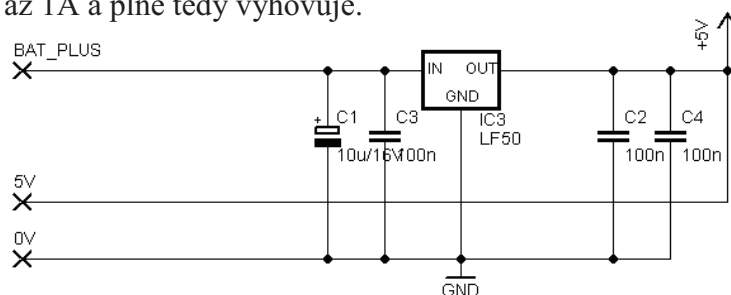 až 1A a plně tedy vyhovuje.
+5V
BAT_PLUS
IN OUT
GND
+ C1 C3 IC3 C2 C4
LF50
10u/16V 100n 100n 100n
5V
0V
GND